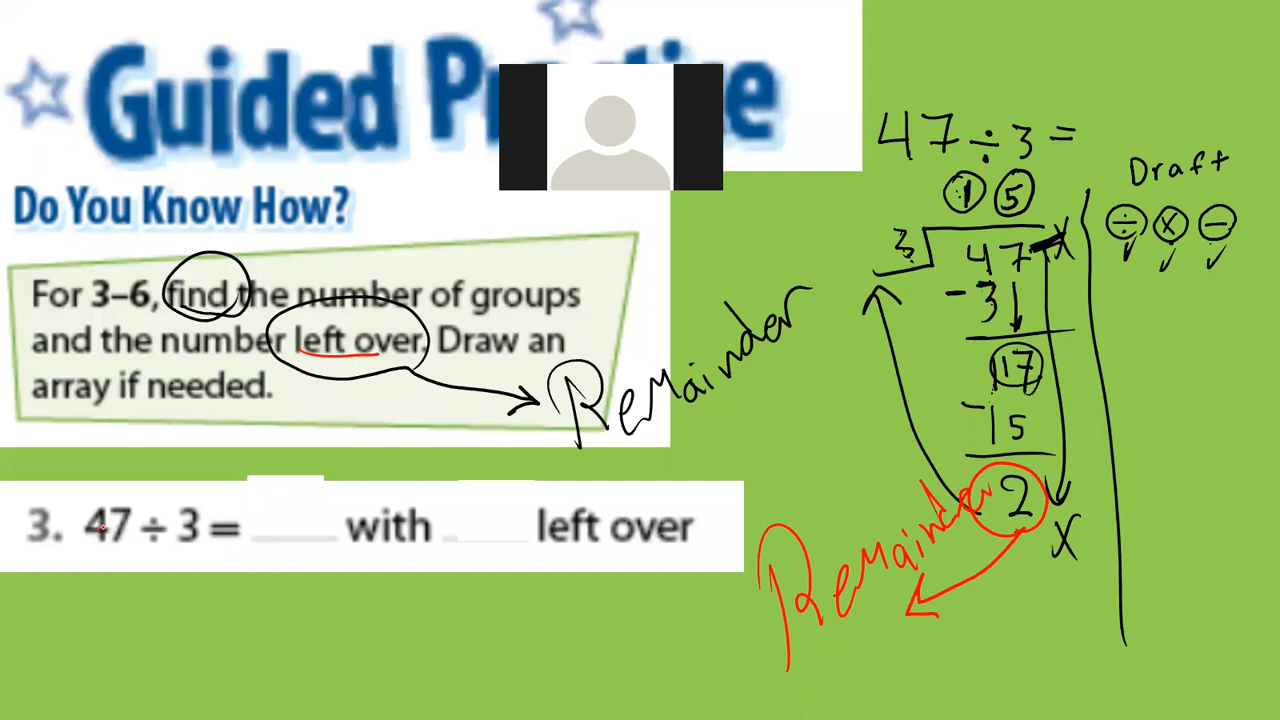 Guided Practice
Do You Know How?
For 3–6, find the number of groups
and the number left over. Draw an
array if needed.
Remainder
3. 47 ÷ 3 = ____ with ____ left over
47 ÷ 3 =
1 5
3 47 X
- 3
17
- 15
2 X
Remainder
Draft
÷ x −